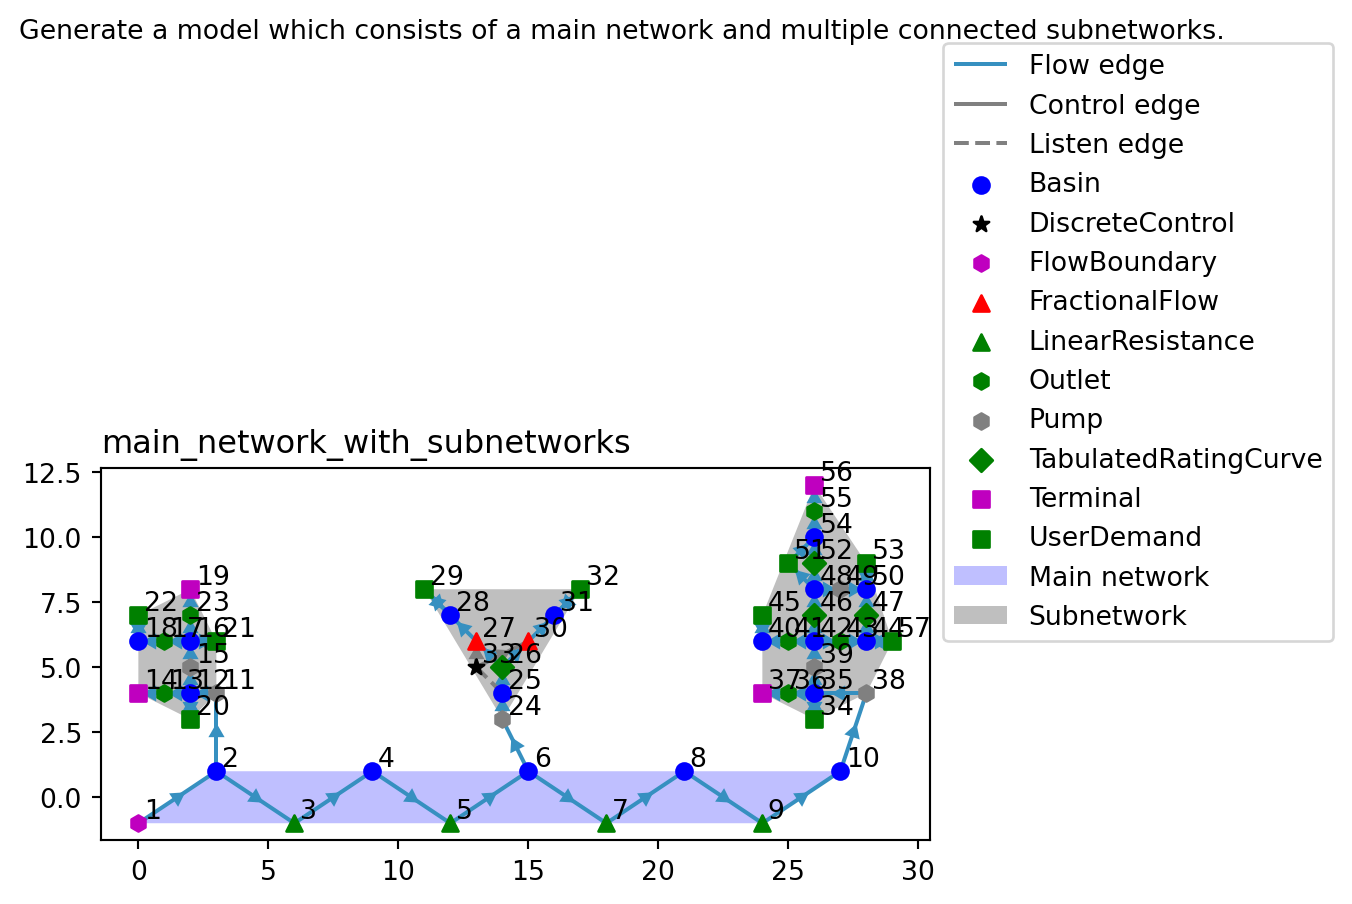 Generate a model which consists of a main network and multiple connected subnetworks.
Flow edge
Control edge
Listen edge
Basin
DiscreteControl
FlowBoundary
FractionalFlow
LinearResistance
Outlet
Pump
TabulatedRatingCurve
Terminal
UserDemand
Main network
Subnetwork
main_network_with_subnetworks
12.5
10.0
7.5
5.0
2.5
0.0
56
55
54
51 52 53
48 49 50
19 29 32
22 23 28 31 45 46 47
18 17 16 21 27 30 40 41 42 43 44 57
15 33 26 39
14 13 12 11 25 37 36 35 38
20 24 34
2 4 6 8 10
1 3 5 7 9
0 5 10 15 20 25 30